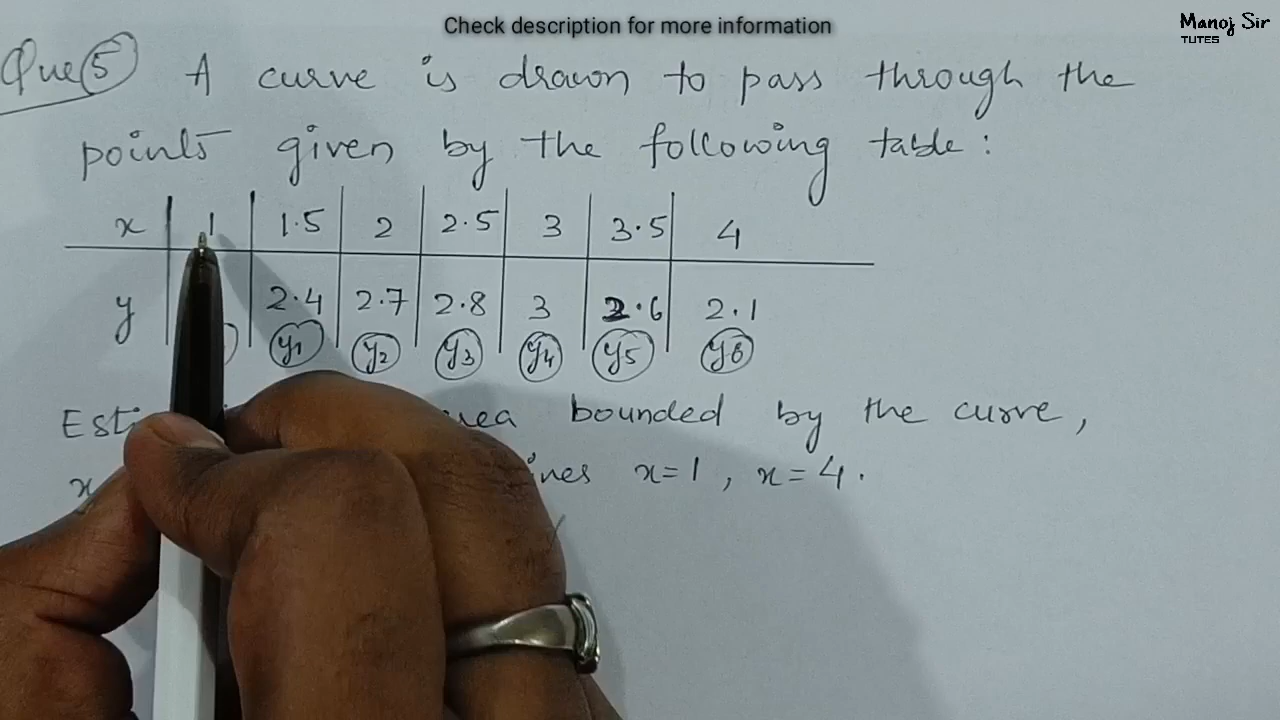 Check description for more information
Manoj Sir
TUTES
Que 5 A curve is drawn to pass through the
points given by the following table:
x 1 1.5 2 2.5 3 3.5 4
y 2.4 2.7 2.8 3 2.6 2.1
y1 y2 y3 y4 y5 y6
bounded by the curve,
x=1, x=4.